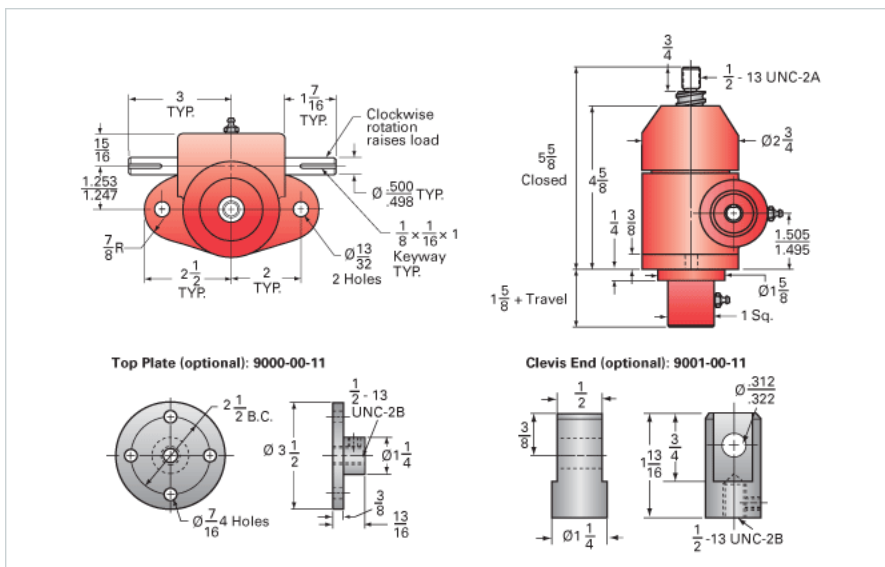 3
TYP.
1 7/16
TYP.
Clockwise
rotation
raises load
15/16
1.253
1.247
Ø .500
.498 TYP.
1/8 × 1/16 × 1
Keyway
TYP.
7/8 R
Ø 13/32
2 Holes
2 1/2
TYP.
2
TYP.
3/4
1/2 - 13 UNC-2A
Ø2 3/4
5 5/8
Closed
4 5/8
3/8
1/4
1.505
1.495
1 5/8 + Travel
Ø1 5/8
1 Sq.
Top Plate (optional): 9000-00-11
2 1/2 B.C.
Ø 7/16 4 Holes
Ø 3 1/2
1/2 - 13
UNC-2B
Ø1 1/4
3/8
13/16
Clevis End (optional): 9001-00-11
1/2
3/8
Ø1 1/4
Ø .312
.322
1 13/16
3/4
1/2 -13 UNC-2B